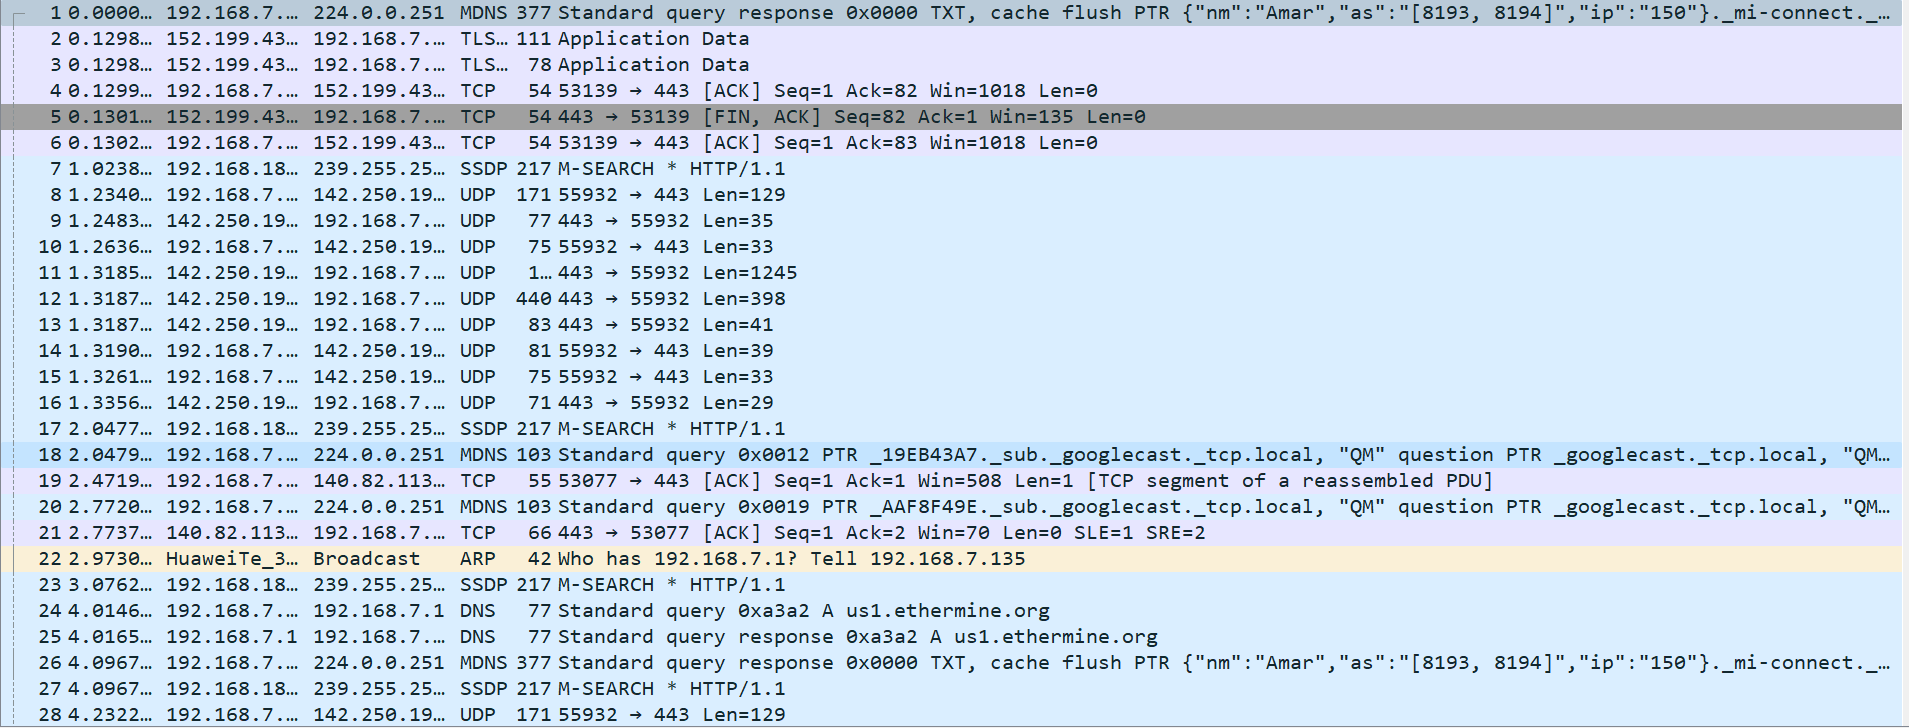 1 0.0000… 192.168.7.… 224.0.0.251 MDNS 377 Standard query response 0x0000 TXT, cache flush PTR {"nm":"Amar","as":"[8193, 8194]","ip":"150"}._mi-connect._…
2 0.1298… 152.199.43… 192.168.7.… TLS… 111 Application Data
3 0.1298… 152.199.43… 192.168.7.… TLS… 78 Application Data
4 0.1299… 192.168.7.… 152.199.43… TCP 54 53139 → 443 [ACK] Seq=1 Ack=82 Win=1018 Len=0
5 0.1301… 152.199.43… 192.168.7.… TCP 54 443 → 53139 [FIN, ACK] Seq=82 Ack=1 Win=135 Len=0
6 0.1302… 192.168.7.… 152.199.43… TCP 54 53139 → 443 [ACK] Seq=1 Ack=83 Win=1018 Len=0
7 1.0238… 192.168.18… 239.255.25… SSDP 217 M-SEARCH * HTTP/1.1
8 1.2340… 192.168.7.… 142.250.19… UDP 171 55932 → 443 Len=129
9 1.2483… 142.250.19… 192.168.7.… UDP 77 443 → 55932 Len=35
10 1.2636… 192.168.7.… 142.250.19… UDP 75 55932 → 443 Len=33
11 1.3185… 142.250.19… 192.168.7.… UDP 1… 443 → 55932 Len=1245
12 1.3187… 142.250.19… 192.168.7.… UDP 440 443 → 55932 Len=398
13 1.3187… 142.250.19… 192.168.7.… UDP 83 443 → 55932 Len=41
14 1.3190… 192.168.7.… 142.250.19… UDP 81 55932 → 443 Len=39
15 1.3261… 192.168.7.… 142.250.19… UDP 75 55932 → 443 Len=33
16 1.3356… 142.250.19… 192.168.7.… UDP 71 443 → 55932 Len=29
17 2.0477… 192.168.18… 239.255.25… SSDP 217 M-SEARCH * HTTP/1.1
18 2.0479… 192.168.7.… 224.0.0.251 MDNS 103 Standard query 0x0012 PTR _19EB43A7._sub._googlecast._tcp.local, "QM" question PTR _googlecast._tcp.local, "QM…
19 2.4719… 192.168.7.… 140.82.113… TCP 55 53077 → 443 [ACK] Seq=1 Ack=1 Win=508 Len=1 [TCP segment of a reassembled PDU]
20 2.7720… 192.168.7.… 224.0.0.251 MDNS 103 Standard query 0x0019 PTR _AAF8F49E._sub._googlecast._tcp.local, "QM" question PTR _googlecast._tcp.local, "QM…
21 2.7737… 140.82.113… 192.168.7.… TCP 66 443 → 53077 [ACK] Seq=1 Ack=2 Win=70 Len=0 SLE=1 SRE=2
22 2.9730… HuaweiTe_3… Broadcast ARP 42 Who has 192.168.7.1? Tell 192.168.7.135
23 3.0762… 192.168.18… 239.255.25… SSDP 217 M-SEARCH * HTTP/1.1
24 4.0146… 192.168.7.… 192.168.7.1 DNS 77 Standard query 0xa3a2 A us1.ethermine.org
25 4.0165… 192.168.7.1 192.168.7.… DNS 77 Standard query response 0xa3a2 A us1.ethermine.org
26 4.0967… 192.168.7.… 224.0.0.251 MDNS 377 Standard query response 0x0000 TXT, cache flush PTR {"nm":"Amar","as":"[8193, 8194]","ip":"150"}._mi-connect._…
27 4.0967… 192.168.18… 239.255.25… SSDP 217 M-SEARCH * HTTP/1.1
28 4.2322… 192.168.7.… 142.250.19… UDP 171 55932 → 443 Len=129